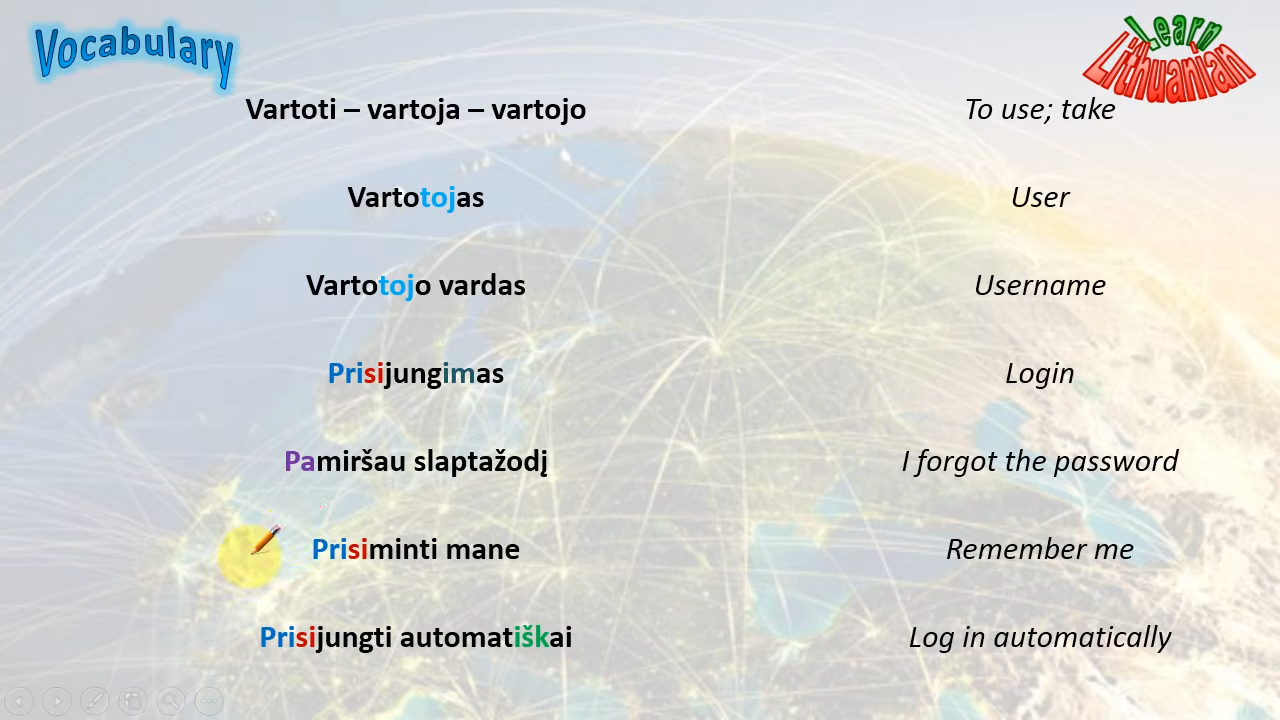 Vocabulary
Learn
Lithuanian
Vartoti – vartoja – vartojo
To use; take
Vartotojas
User
Vartotojo vardas
Username
Prisijungimas
Login
Pamiršau slaptažodį
I forgot the password
Prisiminti mane
Remember me
Prisijungti automatiškai
Log in automatically